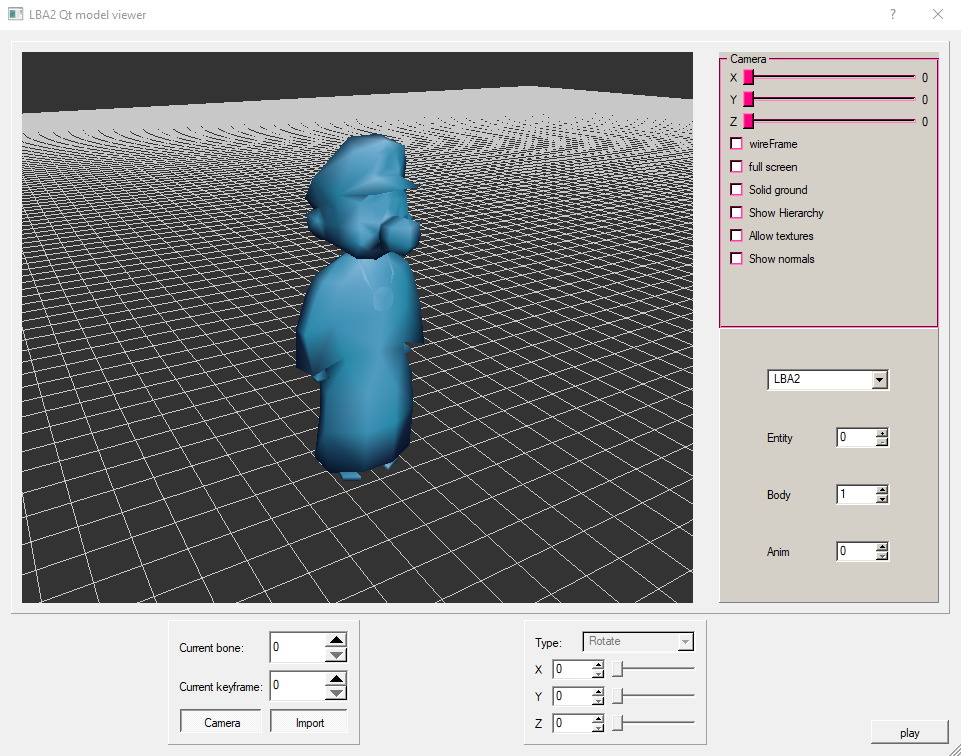 LBA2 Qt model viewer ?
Camera
X 0
Y 0
Z 0
wireFrame
full screen
Solid ground
Show Hierarchy
Allow textures
Show normals
LBA2
Entity 0
Body 1
Anim 0
Current bone: 0
Current keyframe: 0
Camera Import
Type: Rotate
X 0
Y 0
Z 0
play